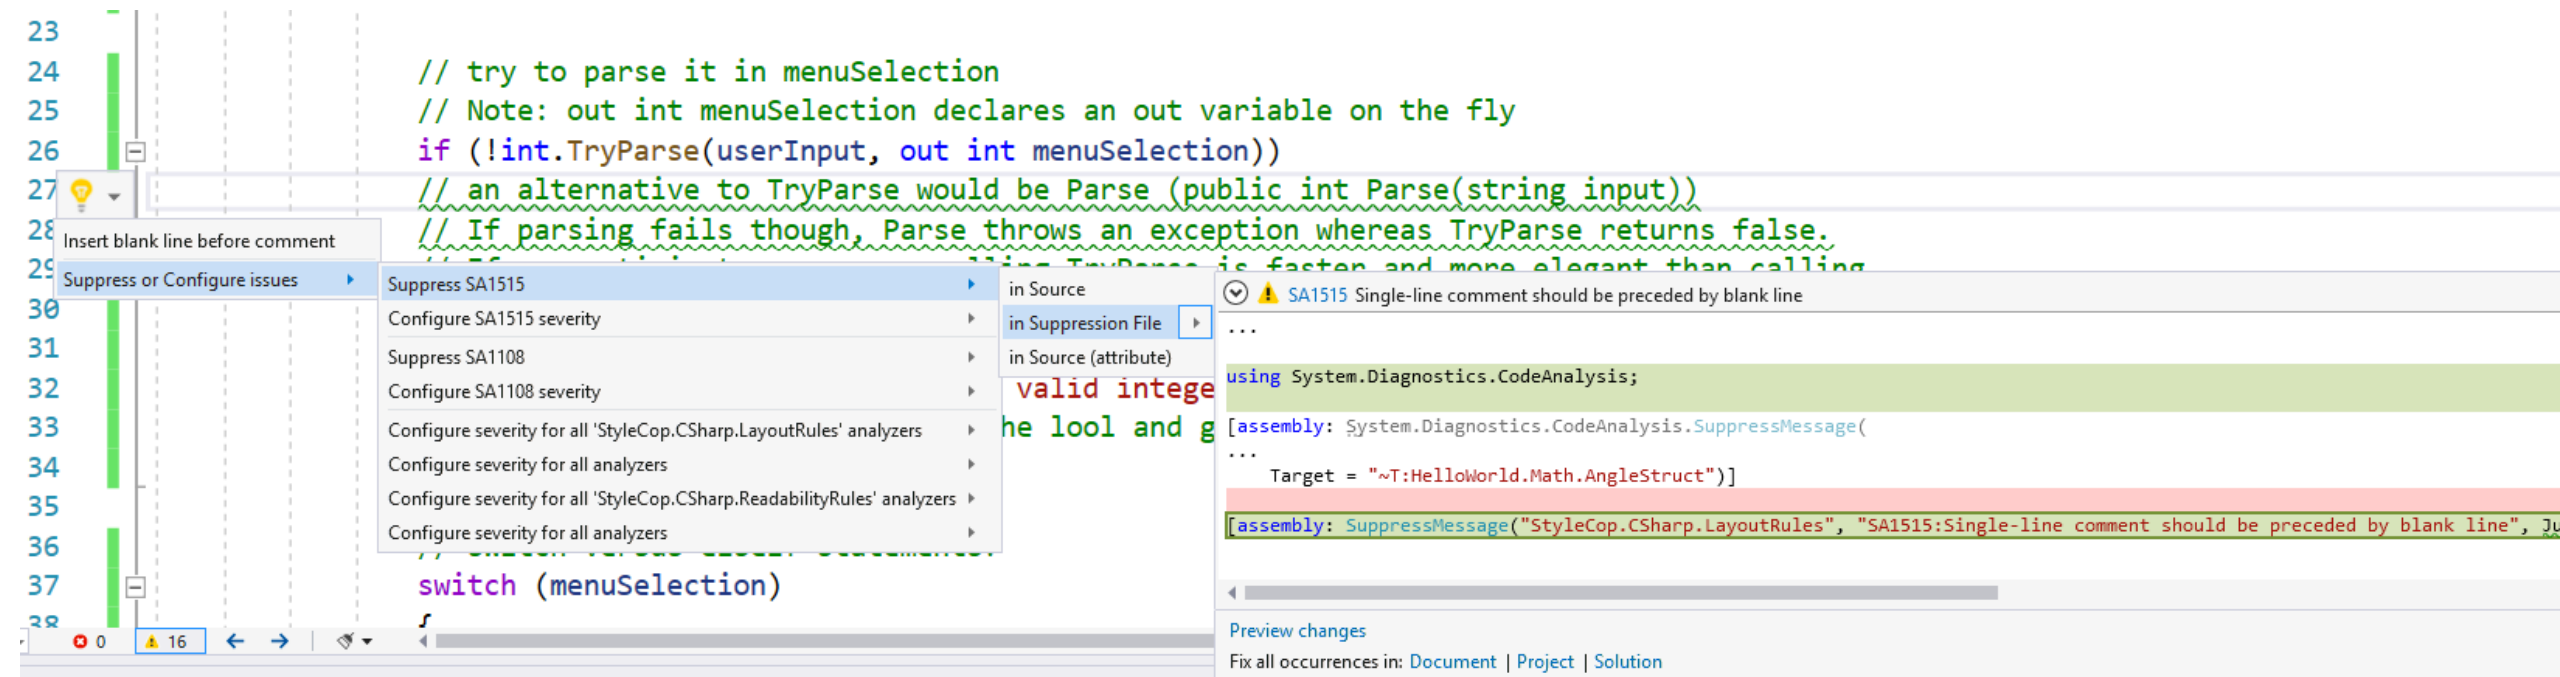 23
24 // try to parse it in menuSelection
25 // Note: out int menuSelection declares an out variable on the fly
26 if (!int.TryParse(userInput, out int menuSelection))
27 // an alternative to TryParse would be Parse (public int Parse(string input))
28 // If parsing fails though, Parse throws an exception whereas TryParse returns false.
Insert blank line before comment
29 is faster and more elegant than calling
Suppress or Configure issues
Suppress SA1515
Configure SA1515 severity
Suppress SA1108
Configure SA1108 severity
Configure severity for all 'StyleCop.CSharp.LayoutRules' analyzers
Configure severity for all analyzers
Configure severity for all 'StyleCop.CSharp.ReadabilityRules' analyzers
Configure severity for all analyzers
in Source
in Suppression File
in Source (attribute)
SA1515 Single-line comment should be preceded by blank line
...
using System.Diagnostics.CodeAnalysis;
[assembly: System.Diagnostics.CodeAnalysis.SuppressMessage(
...
Target = "~T:HelloWorld.Math.AngleStruct")]
[assembly: SuppressMessage("StyleCop.CSharp.LayoutRules", "SA1515:Single-line comment should be preceded by blank line", Ju
Preview changes
Fix all occurrences in: Document | Project | Solution
30
31
32 valid intege
33 he lool and g
34
35
36
37 switch (menuSelection)
38 {
0 16